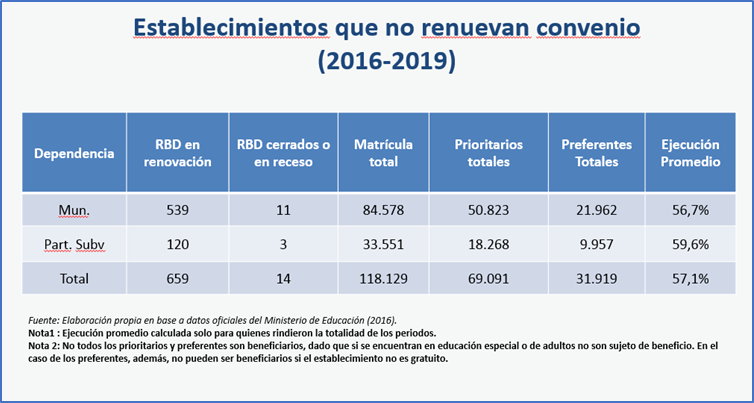 Establecimientos que no renuevan convenio
(2016-2019)
Dependencia RBD en renovación RBD cerrados o en receso Matrícula total Prioritarios totales Preferentes Totales Ejecución Promedio
Mun. 539 11 84.578 50.823 21.962 56,7%
Part. Subv 120 3 33.551 18.268 9.957 59,6%
Total 659 14 118.129 69.091 31.919 57,1%
Fuente: Elaboración propia en base a datos oficiales del Ministerio de Educación (2016).
Nota1 : Ejecución promedio calculada solo para quienes rindieron la totalidad de los periodos.
Nota 2: No todos los prioritarios y preferentes son beneficiarios, dado que si se encuentran en educación especial o de adultos no son sujeto de beneficio. En el
caso de los preferentes, además, no pueden ser beneficiarios si el establecimiento no es gratuito.